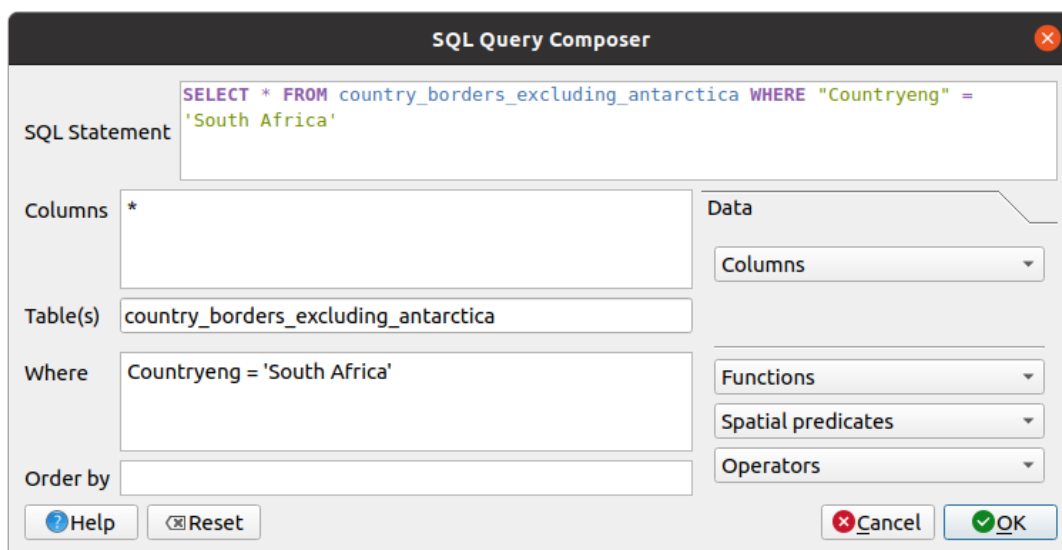 SQL Query Composer
SELECT * FROM country_borders_excluding_antarctica WHERE "Countryeng" =
'South Africa'
SQL Statement
Columns
*
Data
Columns
Table(s)
country_borders_excluding_antarctica
Where
Countryeng = 'South Africa'
Functions
Spatial predicates
Operators
Order by
Help
Reset
Cancel
OK